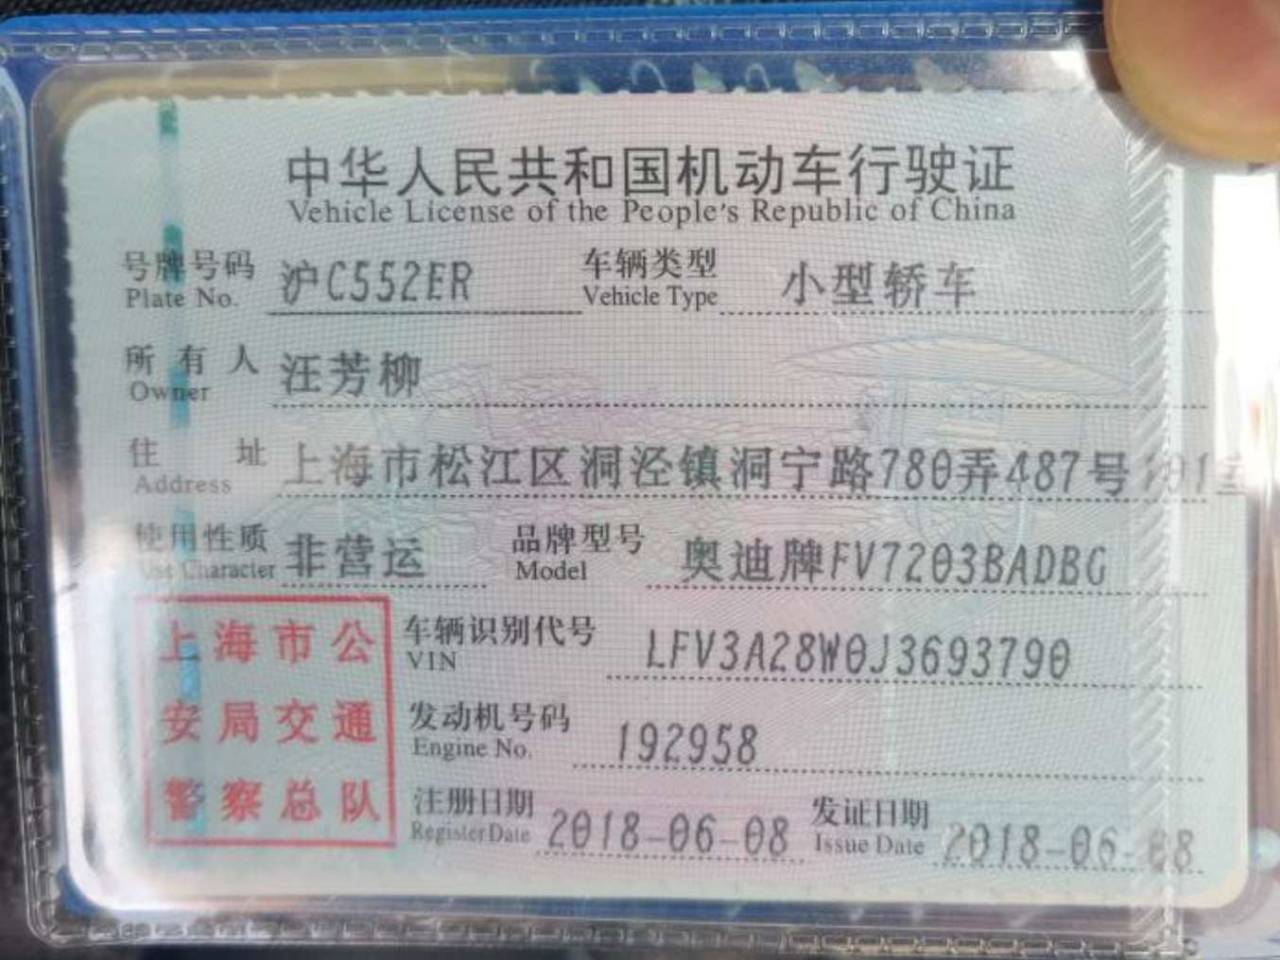 中华人民共和国机动车行驶证
Vehicle License of the People's Republic of China
号牌号码 沪C552ER 车辆类型 小型轿车
Plate No. Vehicle Type
所有人 汪芳柳
Owner
住址 上海市松江区洞泾镇洞宁路780弄487号101室
Address
使用性质 非营运 品牌型号 奥迪牌FV7203BADBG
Use Character Model
上海市公安局交通警察总队
车辆识别代号 LFV3A28W0J3693790
VIN
发动机号码 192958
Engine No.
注册日期 2018-06-08 发证日期 2018-06-08
Register Date Issue Date